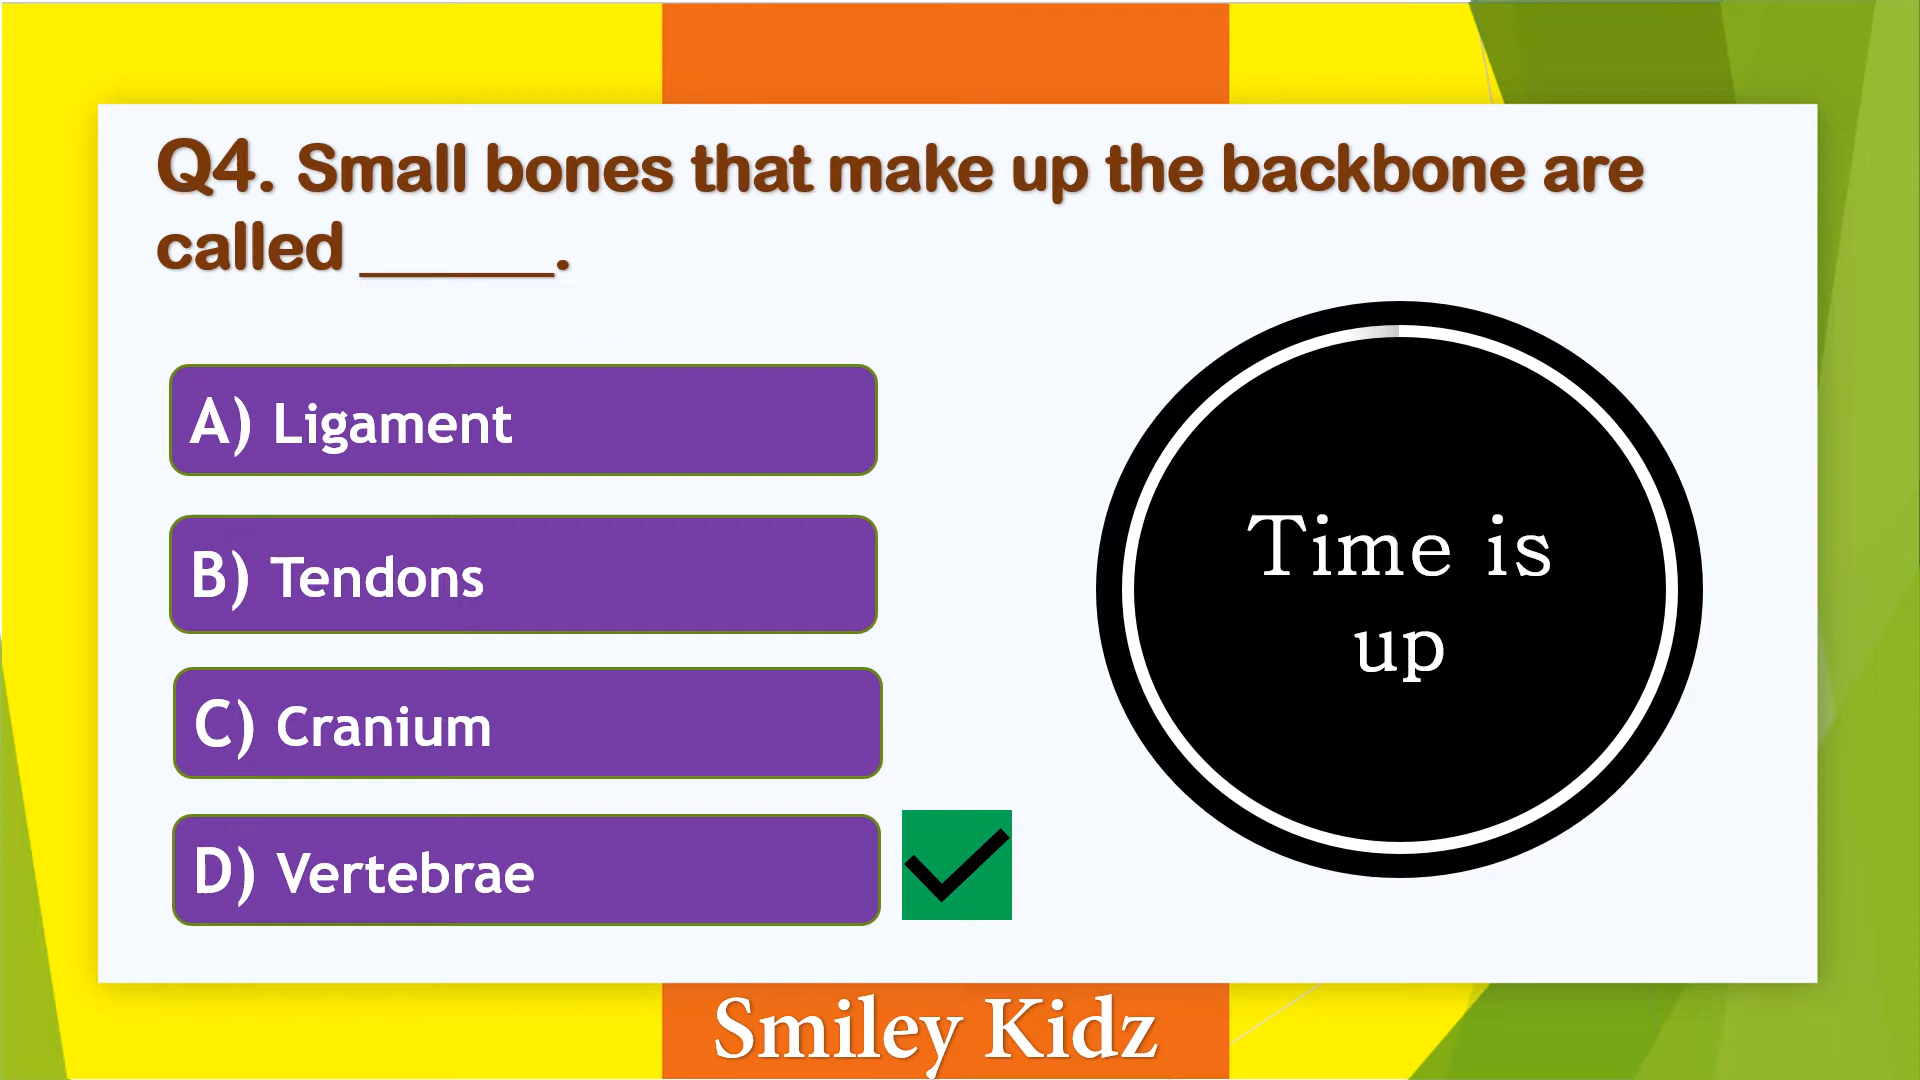 Q4. Small bones that make up the backbone are
called ______.
A) Ligament
B) Tendons
C) Cranium
D) Vertebrae
Time is
up
Smiley Kidz